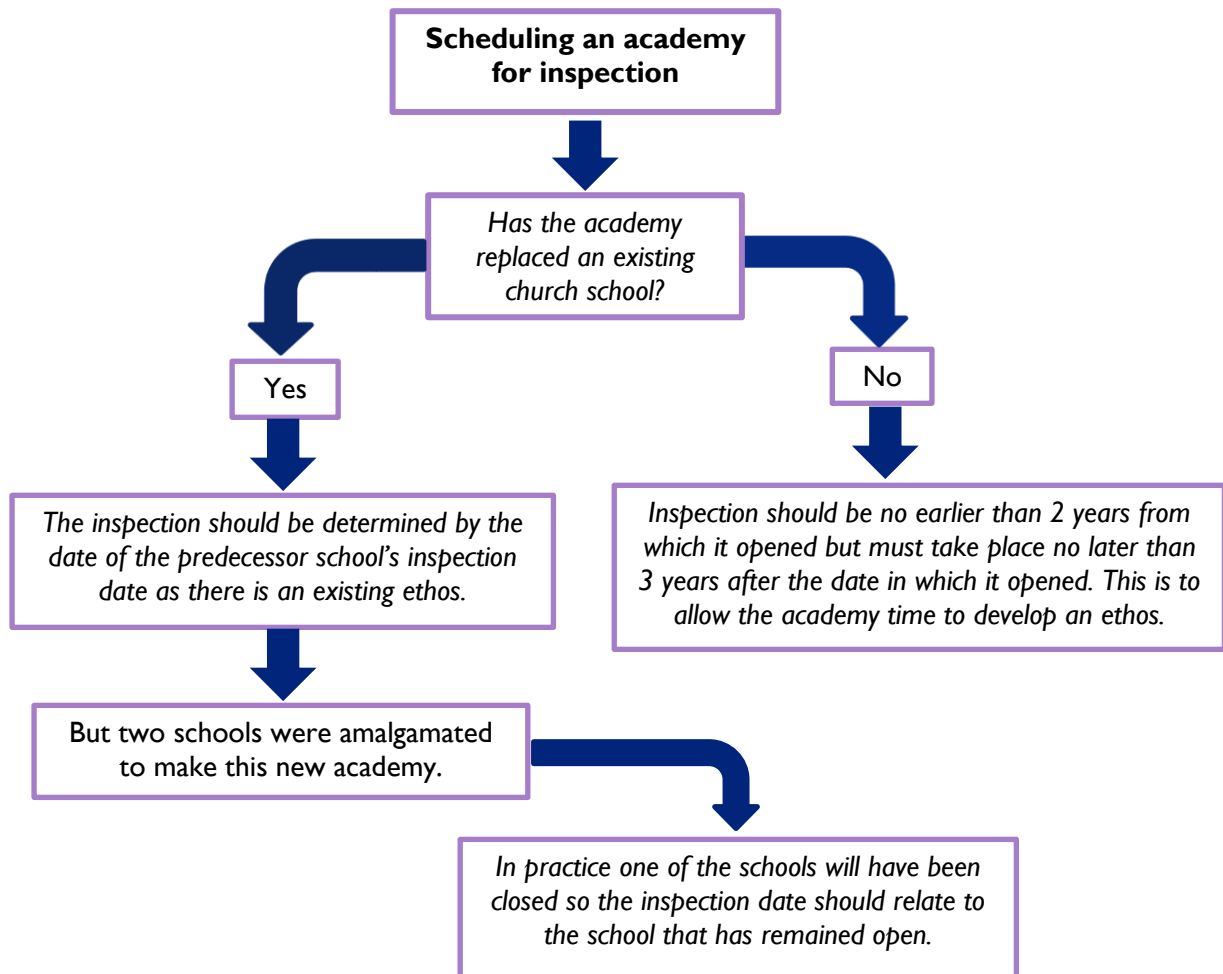 Scheduling an academy
for inspection
Has the academy
replaced an existing
church school?
Yes
No
The inspection should be determined by the
date of the predecessor school’s inspection
date as there is an existing ethos.
Inspection should be no earlier than 2 years from
which it opened but must take place no later than
3 years after the date in which it opened. This is to
allow the academy time to develop an ethos.
But two schools were amalgamated
to make this new academy.
In practice one of the schools will have been
closed so the inspection date should relate to
the school that has remained open.